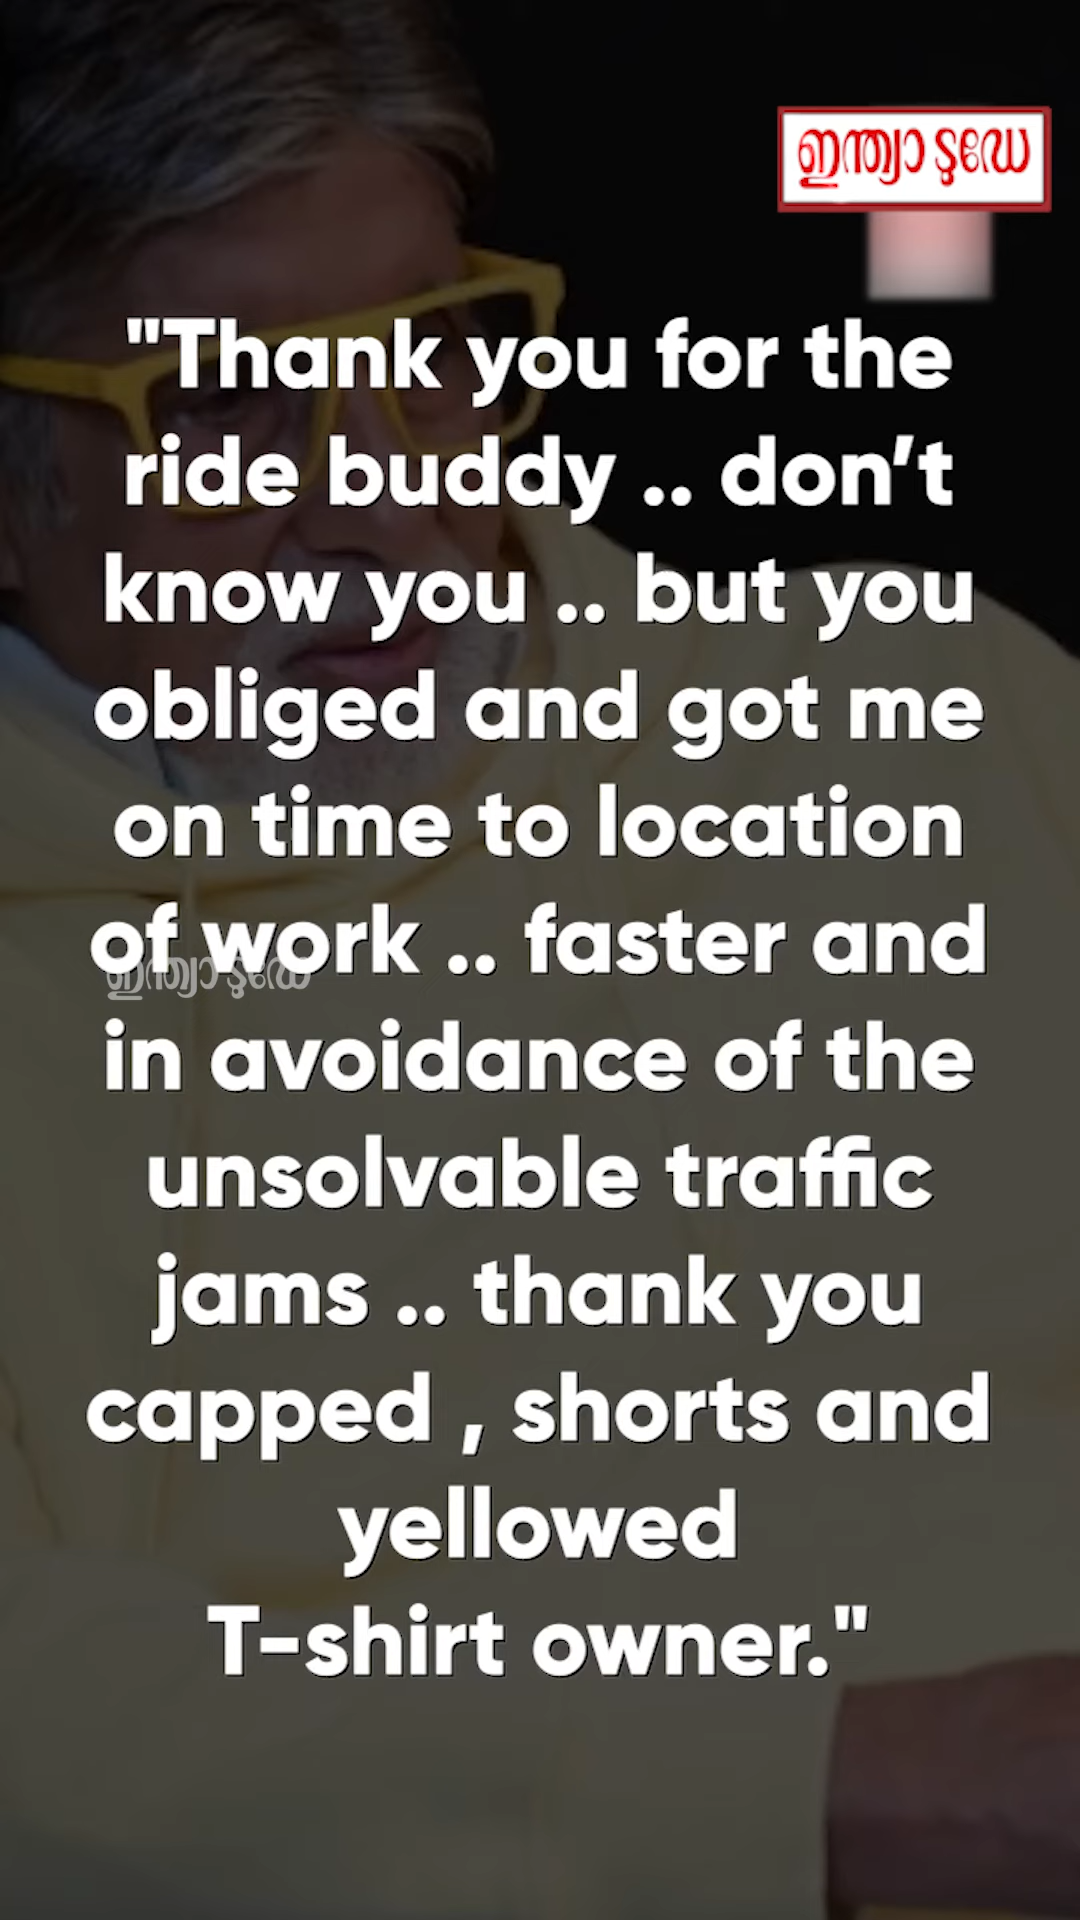 ഇന്ത്യാ ടുഡേ
"Thank you for the
ride buddy .. don’t
know you .. but you
obliged and got me
on time to location
of work .. faster and
ഇന്ത്യാ ടുഡേ
in avoidance of the
unsolvable traffic
jams .. thank you
capped , shorts and
yellowed
T-shirt owner."